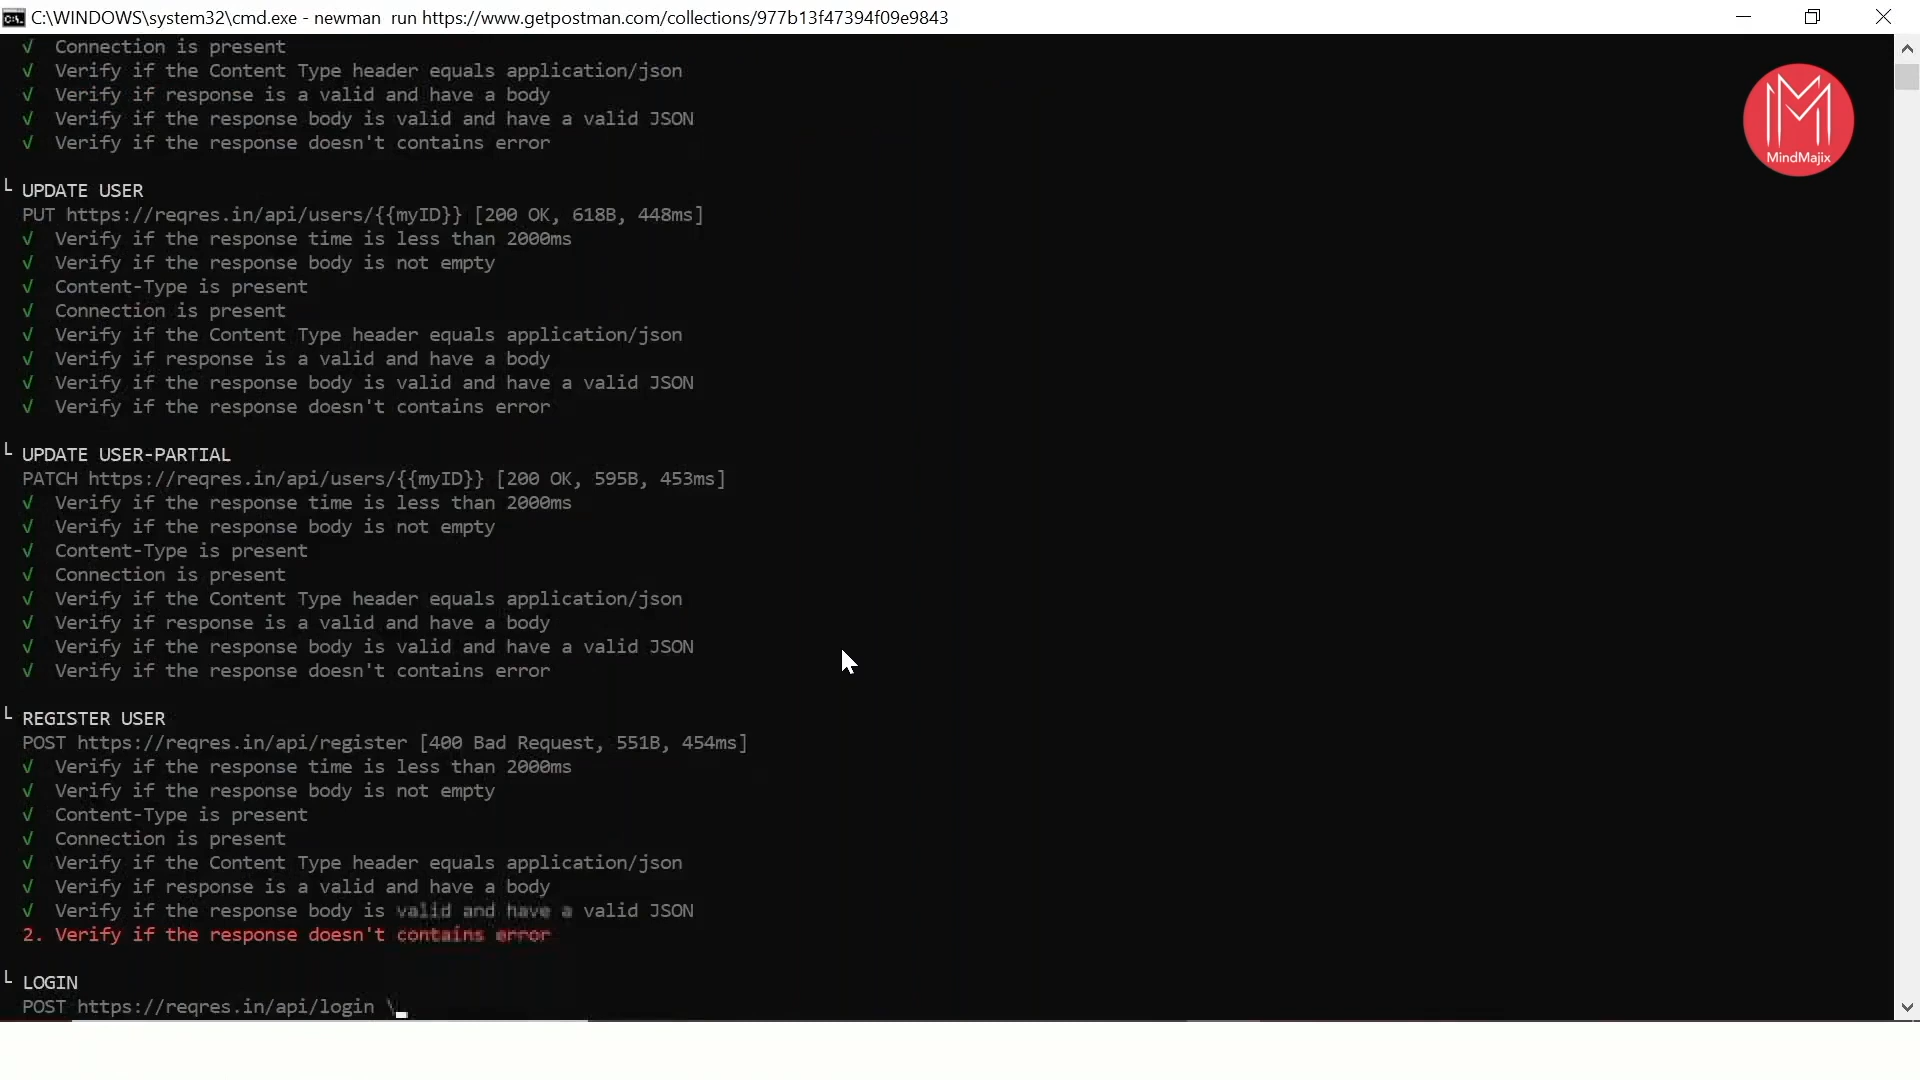 C:\WINDOWS\system32\cmd.exe - newman  run https://www.getpostman.com/collections/977b13f47394f09e9843
√  Connection is present
√  Verify if the Content Type header equals application/json
√  Verify if response is a valid and have a body
√  Verify if the response body is valid and have a valid JSON
√  Verify if the response doesn't contains error
MindMajix
└ UPDATE USER
PUT https://reqres.in/api/users/{{myID}} [200 OK, 618B, 448ms]
√  Verify if the response time is less than 2000ms
√  Verify if the response body is not empty
√  Content-Type is present
√  Connection is present
√  Verify if the Content Type header equals application/json
√  Verify if response is a valid and have a body
√  Verify if the response body is valid and have a valid JSON
√  Verify if the response doesn't contains error
└ UPDATE USER-PARTIAL
PATCH https://reqres.in/api/users/{{myID}} [200 OK, 595B, 453ms]
√  Verify if the response time is less than 2000ms
√  Verify if the response body is not empty
√  Content-Type is present
√  Connection is present
√  Verify if the Content Type header equals application/json
√  Verify if response is a valid and have a body
√  Verify if the response body is valid and have a valid JSON
√  Verify if the response doesn't contains error
└ REGISTER USER
POST https://reqres.in/api/register [400 Bad Request, 551B, 454ms]
√  Verify if the response time is less than 2000ms
√  Verify if the response body is not empty
√  Content-Type is present
√  Connection is present
√  Verify if the Content Type header equals application/json
√  Verify if response is a valid and have a body
√  Verify if the response body is valid and have a valid JSON
2. Verify if the response doesn't contains error
└ LOGIN
POST https://reqres.in/api/login \